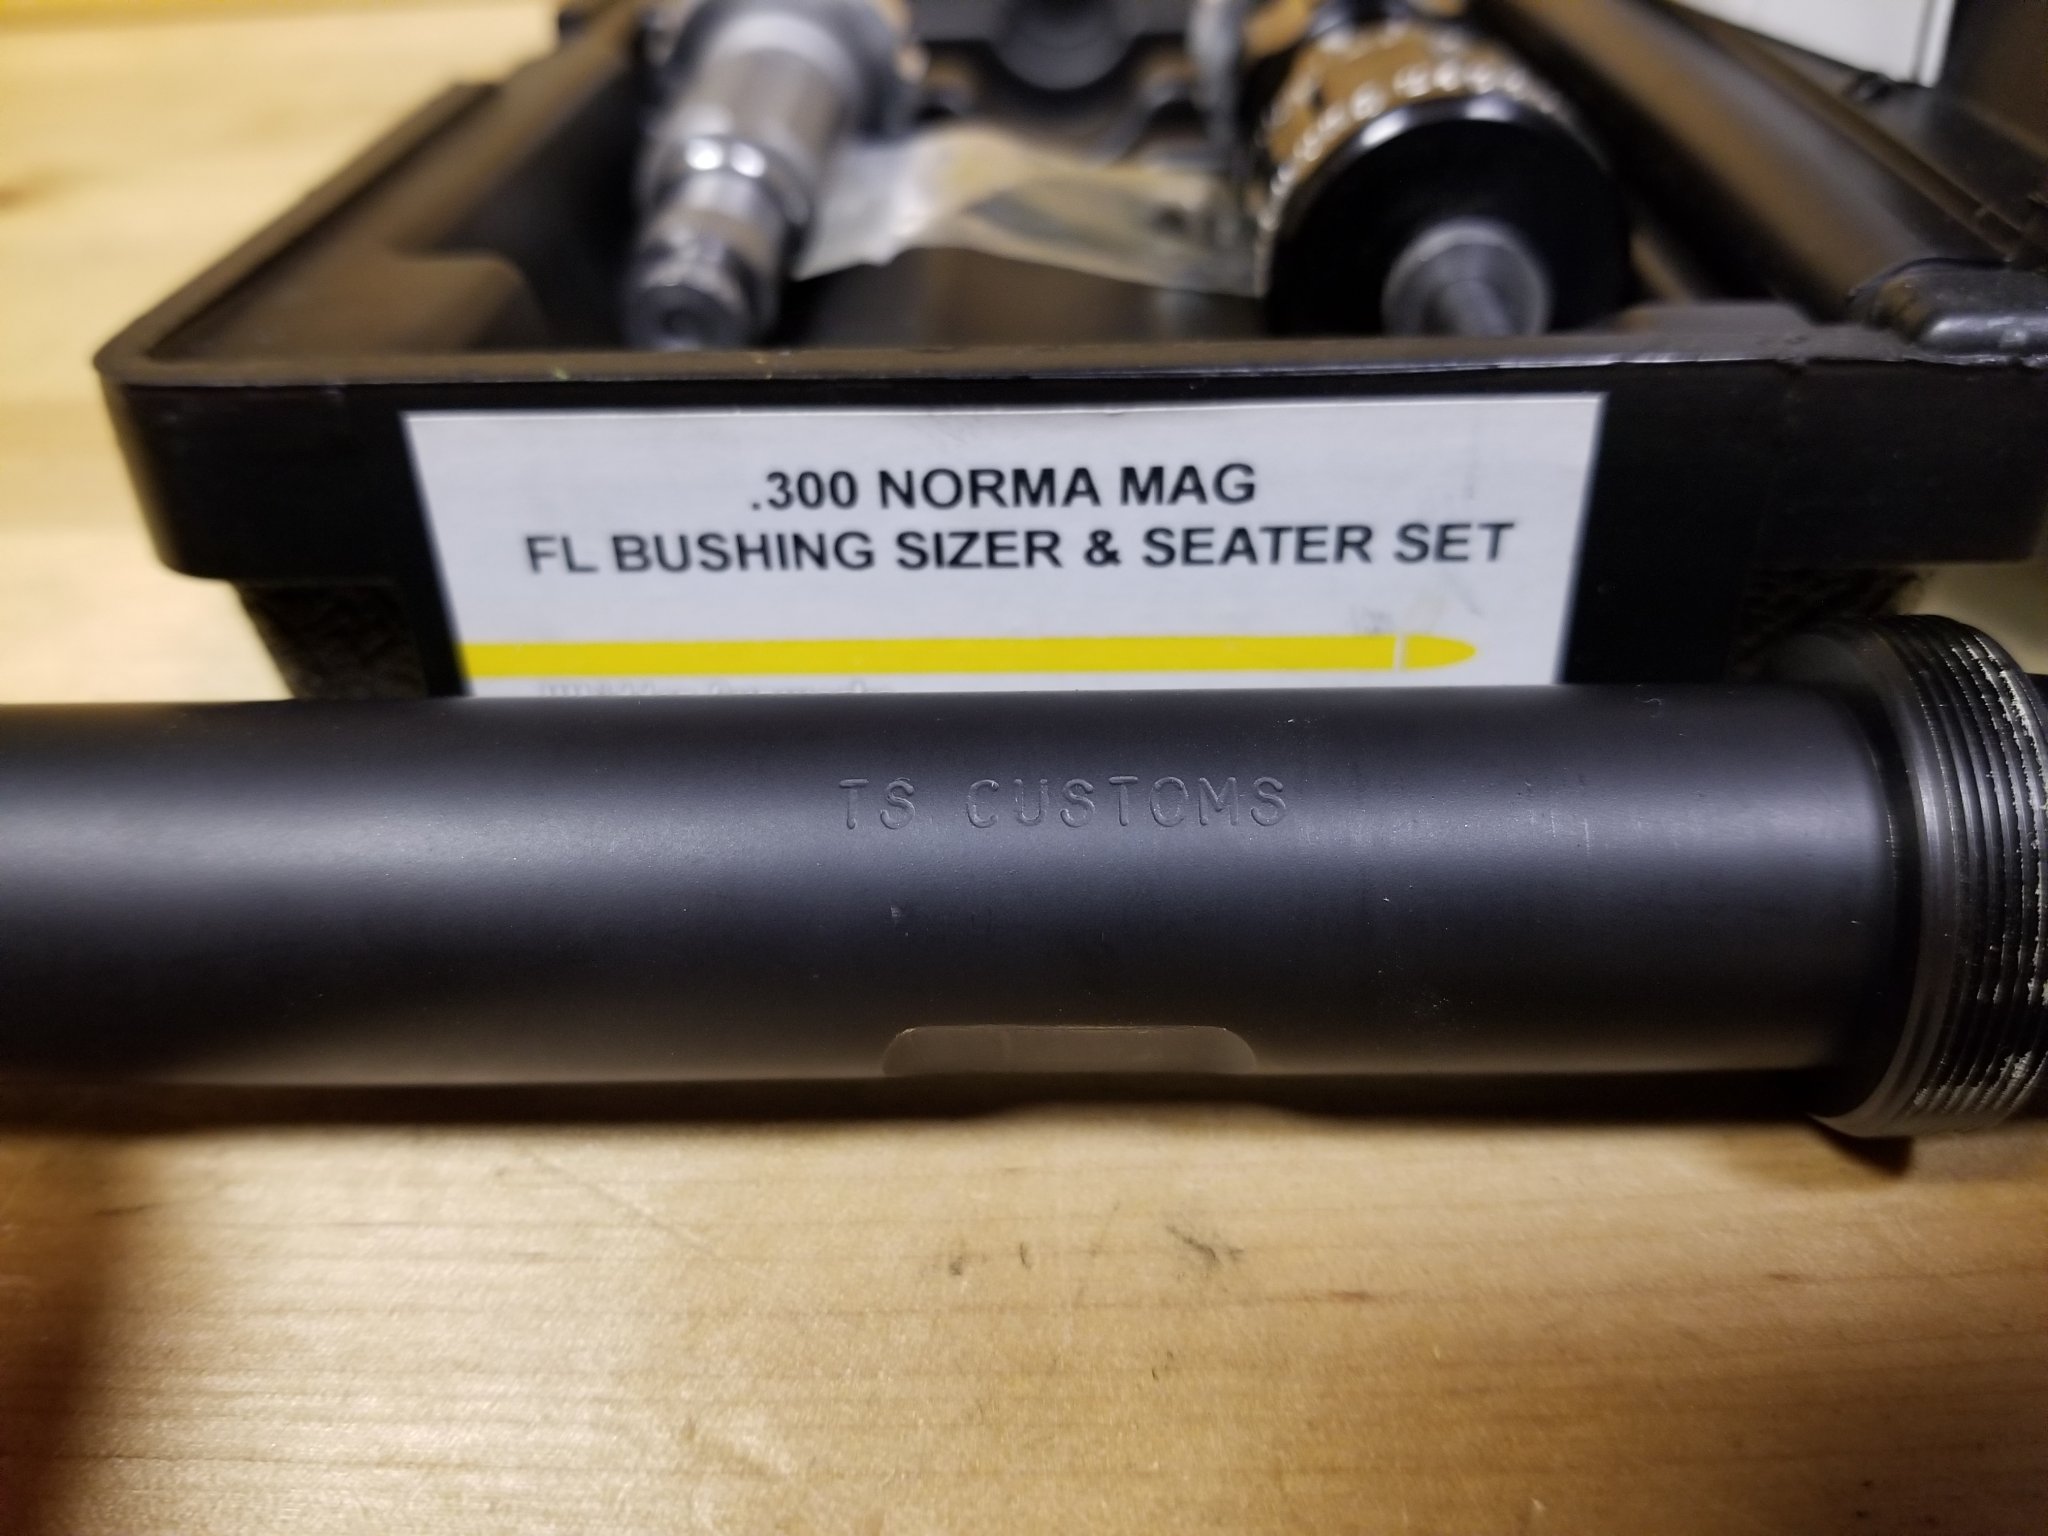 .300 NORMA MAG
FL BUSHING SIZER & SEATER SET
TS CUSTOMS